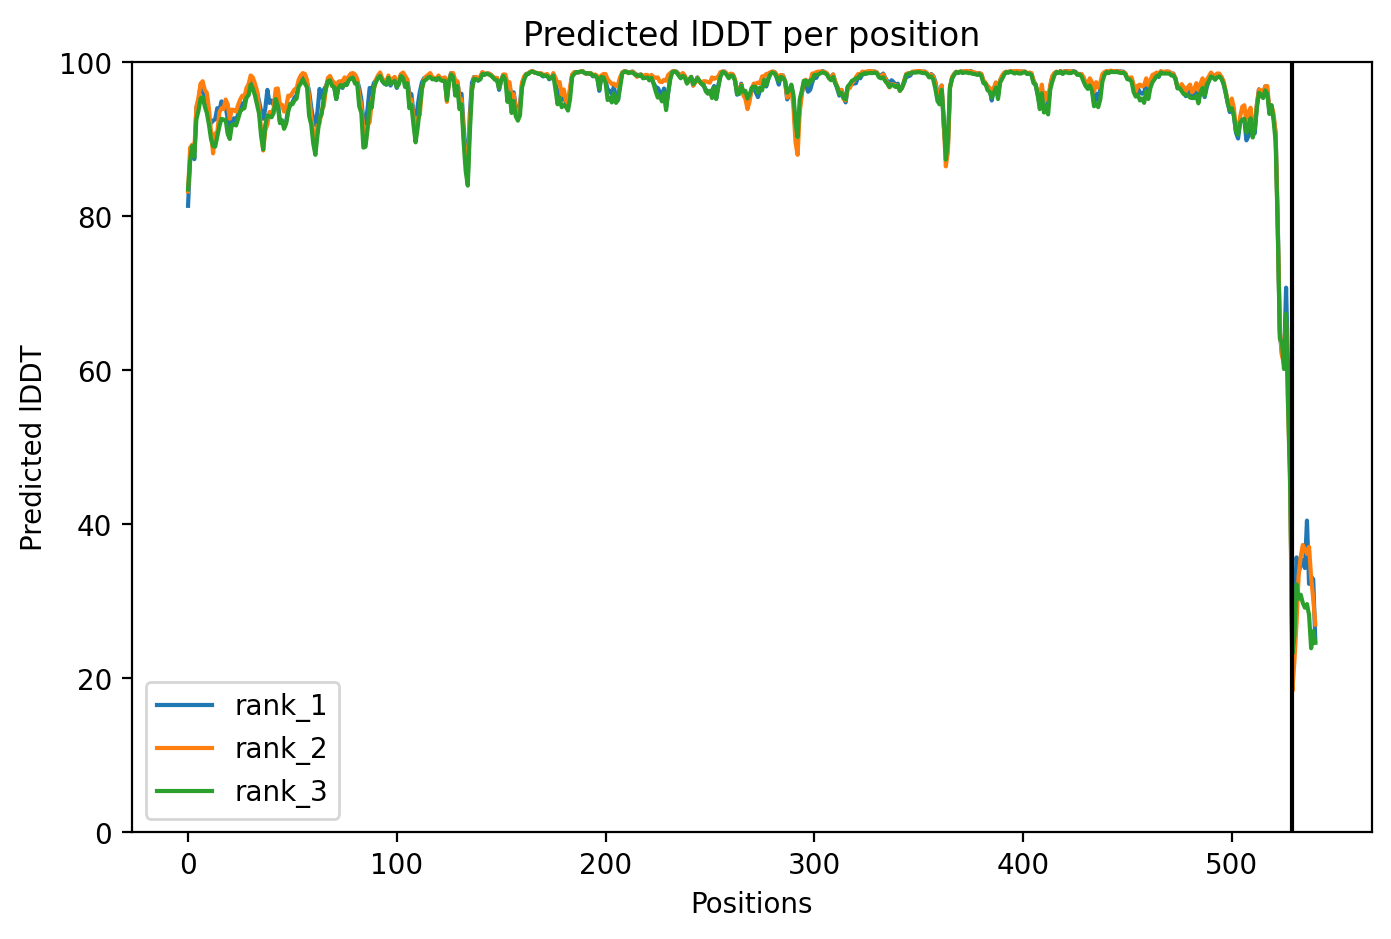 Predicted lDDT per position
100
80
60
40
20
0
Predicted lDDT
rank_1
rank_2
rank_3
0 100 200 300 400 500
Positions